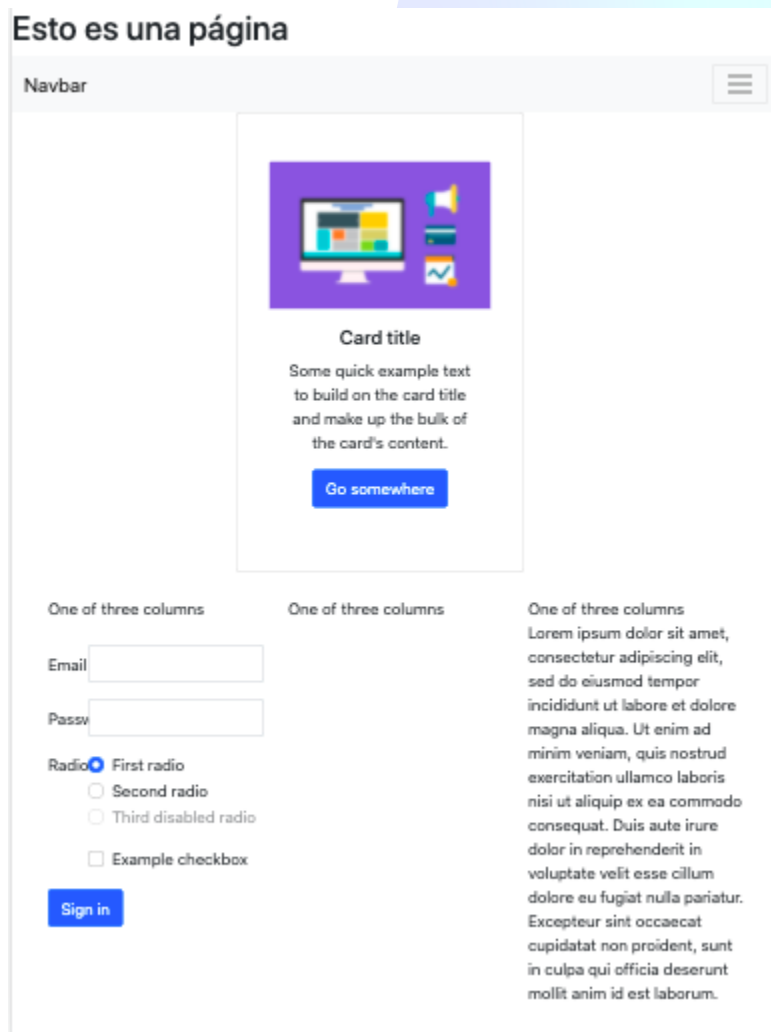 Esto es una página
Navbar
Card title
Some quick example text
to build on the card title
and make up the bulk of
the card's content.
Go somewhere
One of three columns
Email
Passw
Radio
First radio
Second radio
Third disabled radio
Example checkbox
Sign in
One of three columns
One of three columns
Lorem ipsum dolor sit amet,
consectetur adipiscing elit,
sed do eiusmod tempor
incididunt ut labore et dolore
magna aliqua. Ut enim ad
minim veniam, quis nostrud
exercitation ullamco laboris
nisi ut aliquip ex ea commodo
consequat. Duis aute irure
dolor in reprehenderit in
voluptate velit esse cillum
dolore eu fugiat nulla pariatur.
Excepteur sint occaecat
cupidatat non proident, sunt
in culpa qui officia deserunt
mollit anim id est laborum.